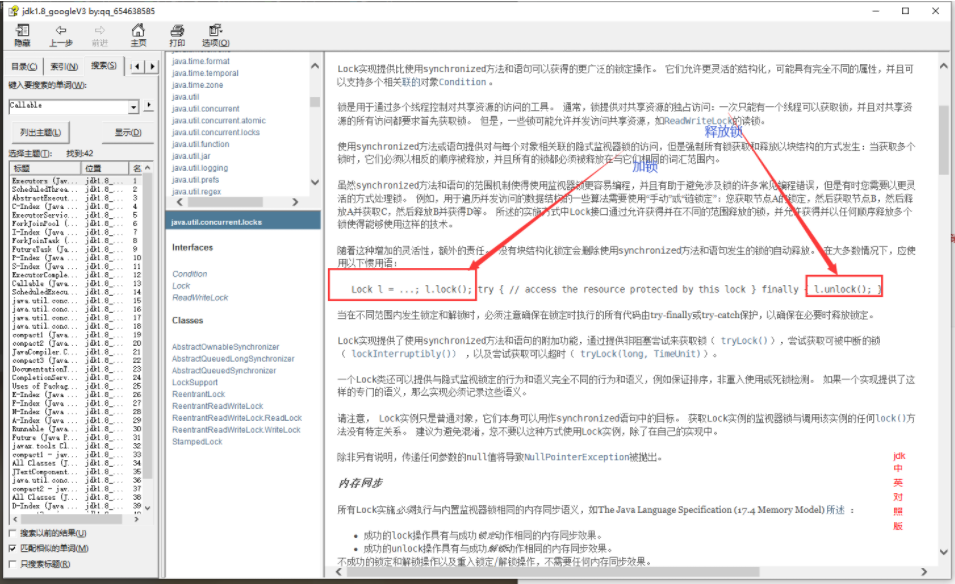 jdk1.8_googleV3 by:qq_654638585
隐藏 上一步 前进 主页 打印 选项(O)
目录(C) 索引(N) 搜索(S)
键入要搜索的单词(W):
Callable
列出主题(L) 显示(D)
选择主题(T): 找到:42
标题 位置 名
Executors (Jav... jdk1.8_... 1
ScheduledThrea... jdk1.8_... 2
AbstractExecut... jdk1.8_... 3
C-Index (Java ... jdk1.8_... 4
ExecutorServic... jdk1.8_... 5
ForkJoinPool (... jdk1.8_... 6
I-Index (Java ... jdk1.8_... 7
ForkJoinTask (... jdk1.8_... 8
FutureTask (Ja... jdk1.8_... 9
P-Index (Java ... jdk1.8_... 10
S-Index (Java ... jdk1.8_... 11
ExecutorComple... jdk1.8_... 12
Callable (Java... jdk1.8_... 13
ScheduledExecu... jdk1.8_... 14
java.util.conc... jdk1.8_... 15
java.util.conc... jdk1.8_... 16
java.util.conc... jdk1.8_... 17
java.util.conc... jdk1.8_... 18
compact1 (Java... jdk1.8_... 19
compact2 (Java... jdk1.8_... 20
JavaCompiler.C... jdk1.8_... 21
compact3 (Java... jdk1.8_... 22
DocumentationT... jdk1.8_... 23
CompletionServ... jdk1.8_... 24
Uses of Packag... jdk1.8_... 25
E-Index (Java ... jdk1.8_... 26
F-Index (Java ... jdk1.8_... 27
M-Index (Java ... jdk1.8_... 28
A-Index (Java ... jdk1.8_... 29
Runnable (Java... jdk1.8_... 30
Future (Java P... jdk1.8_... 31
javax.tools Cl... jdk1.8_... 32
compact1 - jav... jdk1.8_... 33
All Classes (J... jdk1.8_... 34
JTextComponent... jdk1.8_... 35
java.util.conc... jdk1.8_... 36
compact2 - jav... jdk1.8_... 37
All Classes (J... jdk1.8_... 38
D-Index (Java ... jdk1.8_... 39
搜索以前的结果(U)
匹配相似的单词(M)
只搜索标题(R)
java.time.format
java.time.temporal
java.time.zone
java.util
java.util.concurrent
java.util.concurrent.atomic
java.util.concurrent.locks
java.util.function
java.util.jar
java.util.logging
java.util.prefs
java.util.regex
java.util.concurrent.locks
Interfaces
Condition
Lock
ReadWriteLock
Classes
AbstractOwnableSynchronizer
AbstractQueuedLongSynchronizer
AbstractQueuedSynchronizer
LockSupport
ReentrantLock
ReentrantReadWriteLock
ReentrantReadWriteLock.ReadLock
ReentrantReadWriteLock.WriteLock
StampedLock
Lock实现提供比使用synchronized方法和语句可以获得的更广泛的锁定操作。 它们允许更灵活的结构化，可能具有完全不同的属性，并且可
以支持多个相关联的对象Condition 。
锁是用于通过多个线程控制对共享资源的访问的工具。 通常，锁提供对共享资源的独占访问：一次只能有一个线程可以获取锁，并且对共享资
源的所有访问都要求首先获取锁。 但是，一些锁可能允许并发访问共享资源，如ReadWriteLock的读锁。
释放锁
使用synchronized方法或语句提供对与每个对象相关联的隐式监视器锁的访问，但是强制所有锁获取和释放以块结构的方式发生：当获取多个
锁时，它们必须以相反的顺序被释放，并且所有的锁都必须被释放在与它们相同的词汇范围内。
加锁
虽然synchronized方法和语句的范围机制使得使用监视器锁更容易编程，并且有助于避免涉及锁的许多常见编程错误，但是有时您需要以更灵
活的方式处理锁。 例如，用于遍历并发访问的数据结构的一些算法需要使用“手动”或“链锁定”：您获取节点A的锁定，然后获取节点B，然后释
放A并获取C，然后释放B并获得D等。 所述的实施方式中Lock接口通过允许获得并在不同的范围释放的锁，并允许获得并以任何顺序释放多个
锁使得能够使用这样的技术。
随着这种增加的灵活性，额外的责任。 没有块结构化锁定会删除使用synchronized方法和语句发生的锁的自动释放。 在大多数情况下，应使
用以下惯用语：
Lock l = ...; l.lock(); try { // access the resource protected by this lock } finally { l.unlock(); }
当在不同范围内发生锁定和解锁时，必须注意确保在锁定时执行的所有代码由try-finally或try-catch保护，以确保在必要时释放锁定。
Lock实现提供了使用synchronized方法和语句的附加功能，通过提供非阻塞尝试来获取锁（ tryLock() ），尝试获取可被中断的锁
（ lockInterruptibly() ，以及尝试获取可以超时（ tryLock(long, TimeUnit) ）。
一个Lock类还可以提供与隐式监视锁定的行为和语义完全不同的行为和语义，例如保证排序，非重入使用或死锁检测。 如果一个实现提供了这
样的专门的语义，那么实现必须记录这些语义。
请注意， Lock实例只是普通对象，它们本身可以用作synchronized语句中的目标。 获取Lock实例的监视器锁与调用该实例的任何lock()方
法没有特定关系。 建议为避免混淆，您不要以这种方式使用Lock实例，除了在自己的实现中。
除非另有说明，传递任何参数的null值将导致NullPointerException被抛出。
jdk
中
英
对
照
版
内存同步
所有Lock实施必须执行与内置监视器锁相同的内存同步语义，如The Java Language Specification (17.4 Memory Model) 所述 ：
成功的lock操作具有与成功锁定动作相同的内存同步效果。
成功的unlock操作具有与成功解锁动作相同的内存同步效果。
不成功的锁定和解锁操作以及重入锁定/解锁操作，不需要任何内存同步效果。